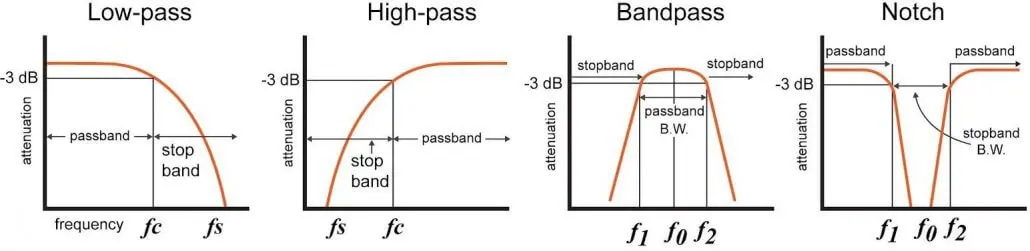 Low-pass
-3 dB
attenuation
passband
stop
band
frequency
fc
fs
High-pass
-3 dB
attenuation
passband
stop
band
fs
fc
Bandpass
stopband
stopband
-3 dB
passband
B.W.
attenuation
f1
f0
f2
Notch
passband
passband
-3 dB
attenuation
stopband
B.W.
f1
f0
f2